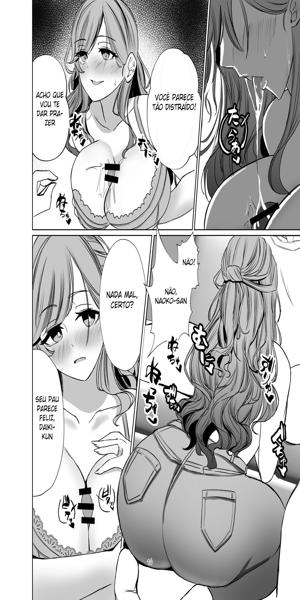 VOCÊ PARECE
TÃO DISTRAÍDO!
ACHO QUE
VOU TE
DAR PRA-
ZER
NÃO!
NÃO,
NAOKO-SAN
NADA MAL,
CERTO?
SEU PAU
PARECE
FELIZ,
DAIKI-
KUN